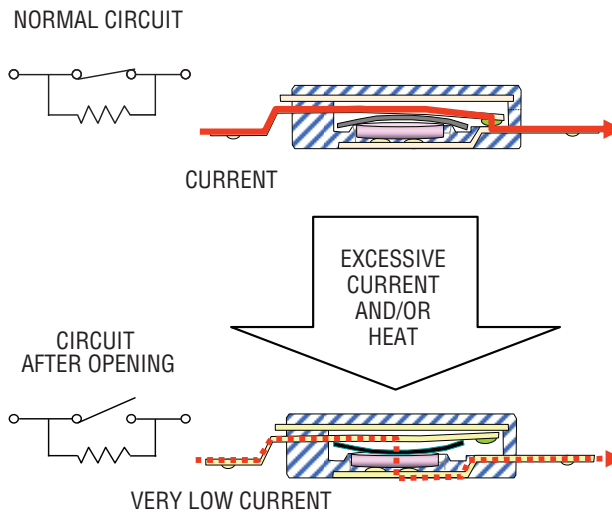 NORMAL CIRCUIT
CURRENT
EXCESSIVE
CURRENT
AND/OR
HEAT
CIRCUIT
AFTER OPENING
VERY LOW CURRENT